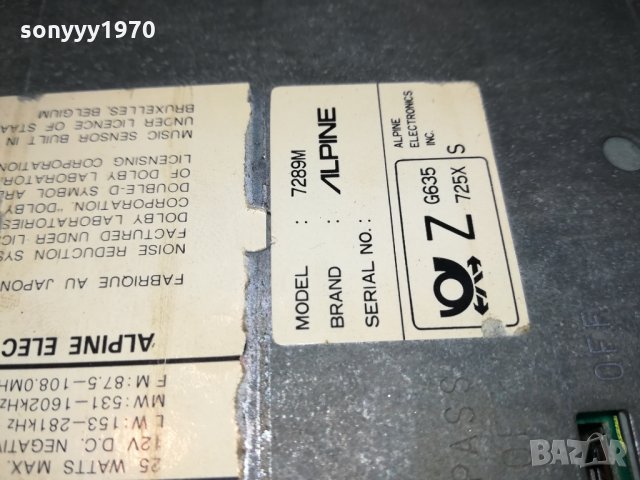 sonyyy1970
MODEL : 7289M
BRAND : ALPINE
SERIAL NO.:
ALPINE
ELECTRONICS
INC.
Z G635
725X S
ALPINE ELEC
FM:87.5–108.0MH
MW:531–1602kHz
LW:153–281kHz
12V D.C. NEGATIV
25 WATTS MAX.
FABRIQUE AU JAPON
NOISE REDUCTION SYS
FACTURED UNDER LIC
DOLBY LABORATORIES
CORPORATION. "DOLBY"
DOUBLE-D SYMBOL ARE
OF DOLBY LABORATOR
LICENSING CORPORATION
MUSIC SENSOR BUILT IN
UNDER LICENCE OF STAA
BRUXELLES, BELGIUM
PASS
OFF
BAZAR